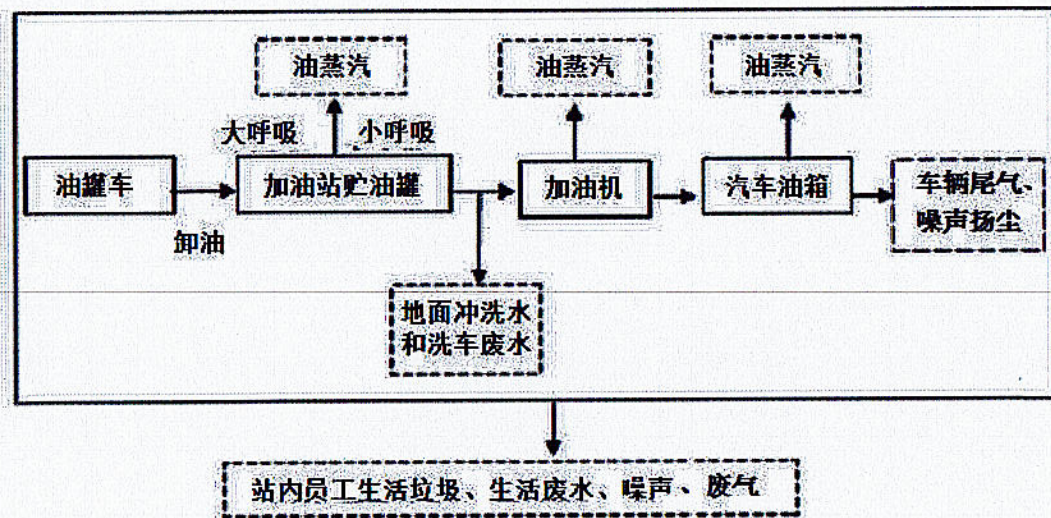 油蒸汽
油蒸汽
油蒸汽
大呼吸
小呼吸
油罐车
加油站贮油罐
加油机
汽车油箱
车辆尾气、
噪声扬尘
卸油
地面冲洗水
和洗车废水
站内员工生活垃圾、生活废水、噪声、废气